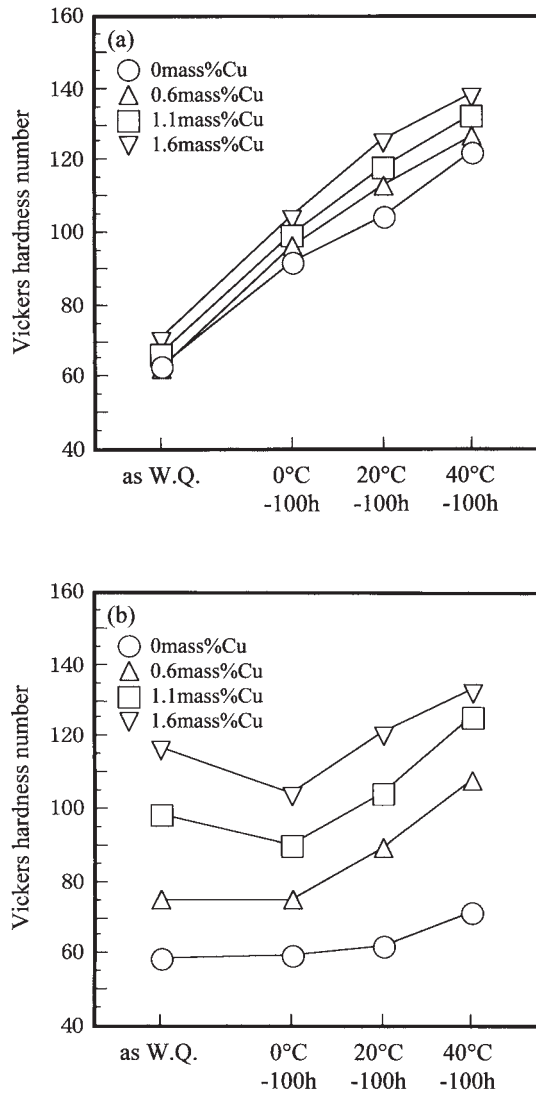 160
(a)
0mass%Cu
0.6mass%Cu
1.1mass%Cu
1.6mass%Cu
140
120
100
80
60
40
Vickers hardness number
as W.Q. 0°C 20°C 40°C
-100h -100h -100h
160
(b)
0mass%Cu
0.6mass%Cu
1.1mass%Cu
1.6mass%Cu
140
120
100
80
60
40
Vickers hardness number
as W.Q. 0°C 20°C 40°C
-100h -100h -100h